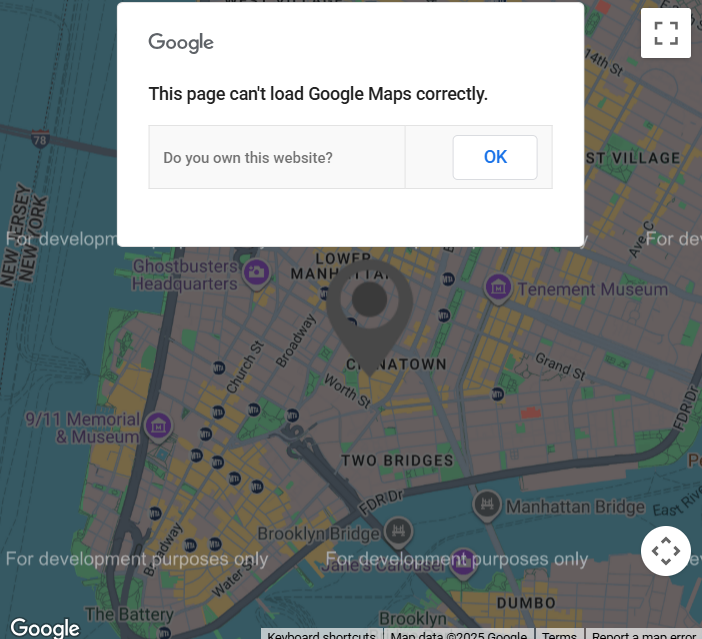 Google
This page can't load Google Maps correctly.
Do you own this website?
OK
14th St
ST VILLAGE
Ave C
78
NEW JERSEY
NEW YORK
For developm
y
For de
LOWER
MANHATTAN
Ghostbusters
Headquarters
Tenement Museum
Broadway
Church St
CHINATOWN
Grand St
Worth St
9/11 Memorial
& Museum
FDR Dr
TWO BRIDGES
FDR Dr
Manhattan Bridge
East River
Brooklyn Bridge
Broadway
For development purposes only
For development purposes only
Jane's Carousel
Water St
DUMBO
The Battery
Brooklyn
Google
Keyboard shortcuts
Map data ©2025 Google
Terms
Report a map error